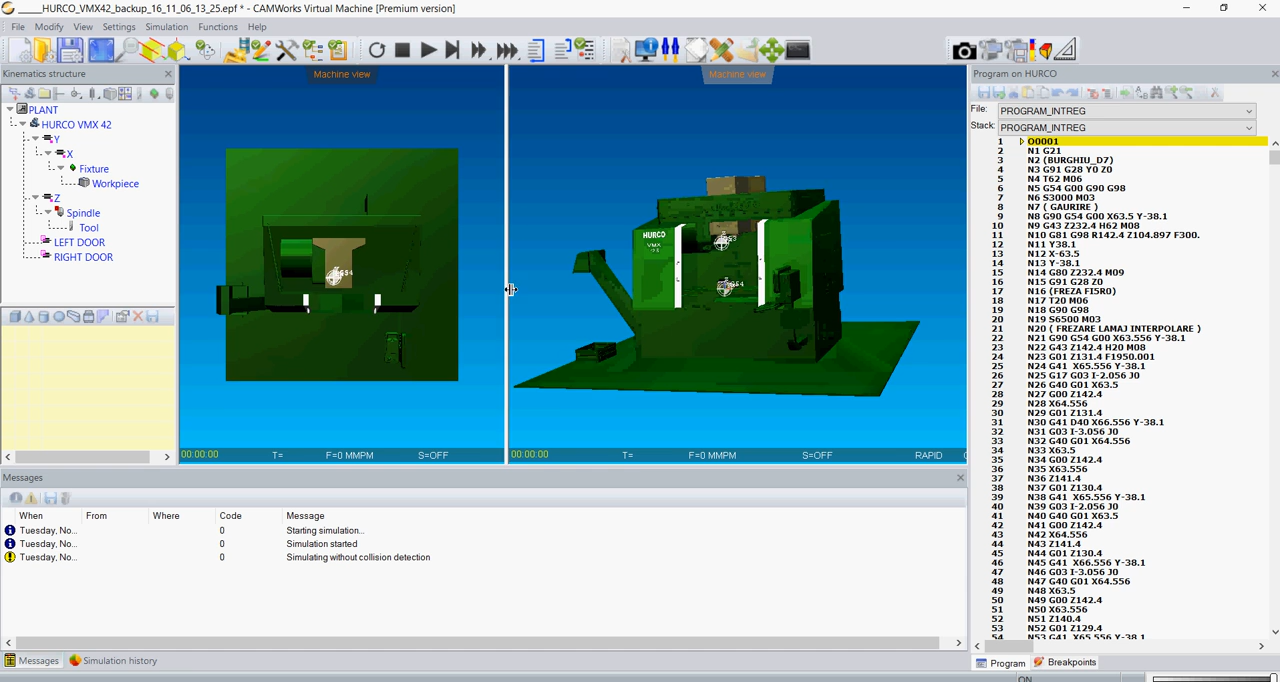 _____HURCO_VMX42_backup_16_11_06_13_25.epf * - CAMWorks Virtual Machine [Premium version]
File Modify View Settings Simulation Functions Help
Kinematics structure
PLANT
HURCO VMX 42
Y
X
Fixture
Workpiece
Z
Spindle
Tool
LEFT DOOR
RIGHT DOOR
Machine view
G54
00:00:00 T= F=0 MMPM S=OFF
Machine view
HURCO
VMX
G54
00:00:00 T= F=0 MMPM S=OFF RAPID
Messages
When From Where Code Message
Tuesday, No... 0 Starting simulation...
Tuesday, No... 0 Simulation started
Tuesday, No... 0 Simulating without collision detection
Messages Simulation history
Program on HURCO
File: PROGRAM_INTREG
Stack: PROGRAM_INTREG
1 O0001
2 N1 G21
3 N2 (BURGHIU_D7)
4 N3 G91 G28 Y0 Z0
5 N4 T62 M06
6 N5 G54 G00 G90 G98
7 N6 S3000 M03
8 N7 ( GAURIRE )
9 N8 G90 G54 G00 X63.5 Y-38.1
10 N9 G43 Z232.4 H62 M08
11 N10 G81 G98 R142.4 Z104.897 F300.
12 N11 Y38.1
13 N12 X-63.5
14 N13 Y-38.1
15 N14 G80 Z232.4 M09
16 N15 G91 G28 Z0
17 N16 (FREZA FI5R0)
18 N17 T20 M06
19 N18 G90 G98
20 N19 S6500 M03
21 N20 ( FREZARE LAMAJ INTERPOLARE )
22 N21 G90 G54 G00 X63.556 Y-38.1
23 N22 G43 Z142.4 H20 M08
24 N23 G01 Z131.4 F1950.001
25 N24 G41 X65.556 Y-38.1
26 N25 G17 G03 I-2.056 J0
27 N26 G40 G01 X63.5
28 N27 G00 Z142.4
29 N28 X64.556
30 N29 G01 Z131.4
31 N30 G41 D40 X66.556 Y-38.1
32 N31 G03 I-3.056 J0
33 N32 G40 G01 X64.556
34 N33 X63.5
35 N34 G00 Z142.4
36 N35 X63.556
37 N36 Z141.4
38 N37 G01 Z130.4
39 N38 G41 X65.556 Y-38.1
40 N39 G03 I-2.056 J0
41 N40 G40 G01 X63.5
42 N41 G00 Z142.4
43 N42 X64.556
44 N43 Z141.4
45 N44 G01 Z130.4
46 N45 G41 X66.556 Y-38.1
47 N46 G03 I-3.056 J0
48 N47 G40 G01 X64.556
49 N48 X63.5
50 N49 G00 Z142.4
51 N50 X63.556
52 N51 Z140.4
53 N52 G01 Z129.4
54 N53 G41 X65.556 Y-38.1
Program Breakpoints
ON